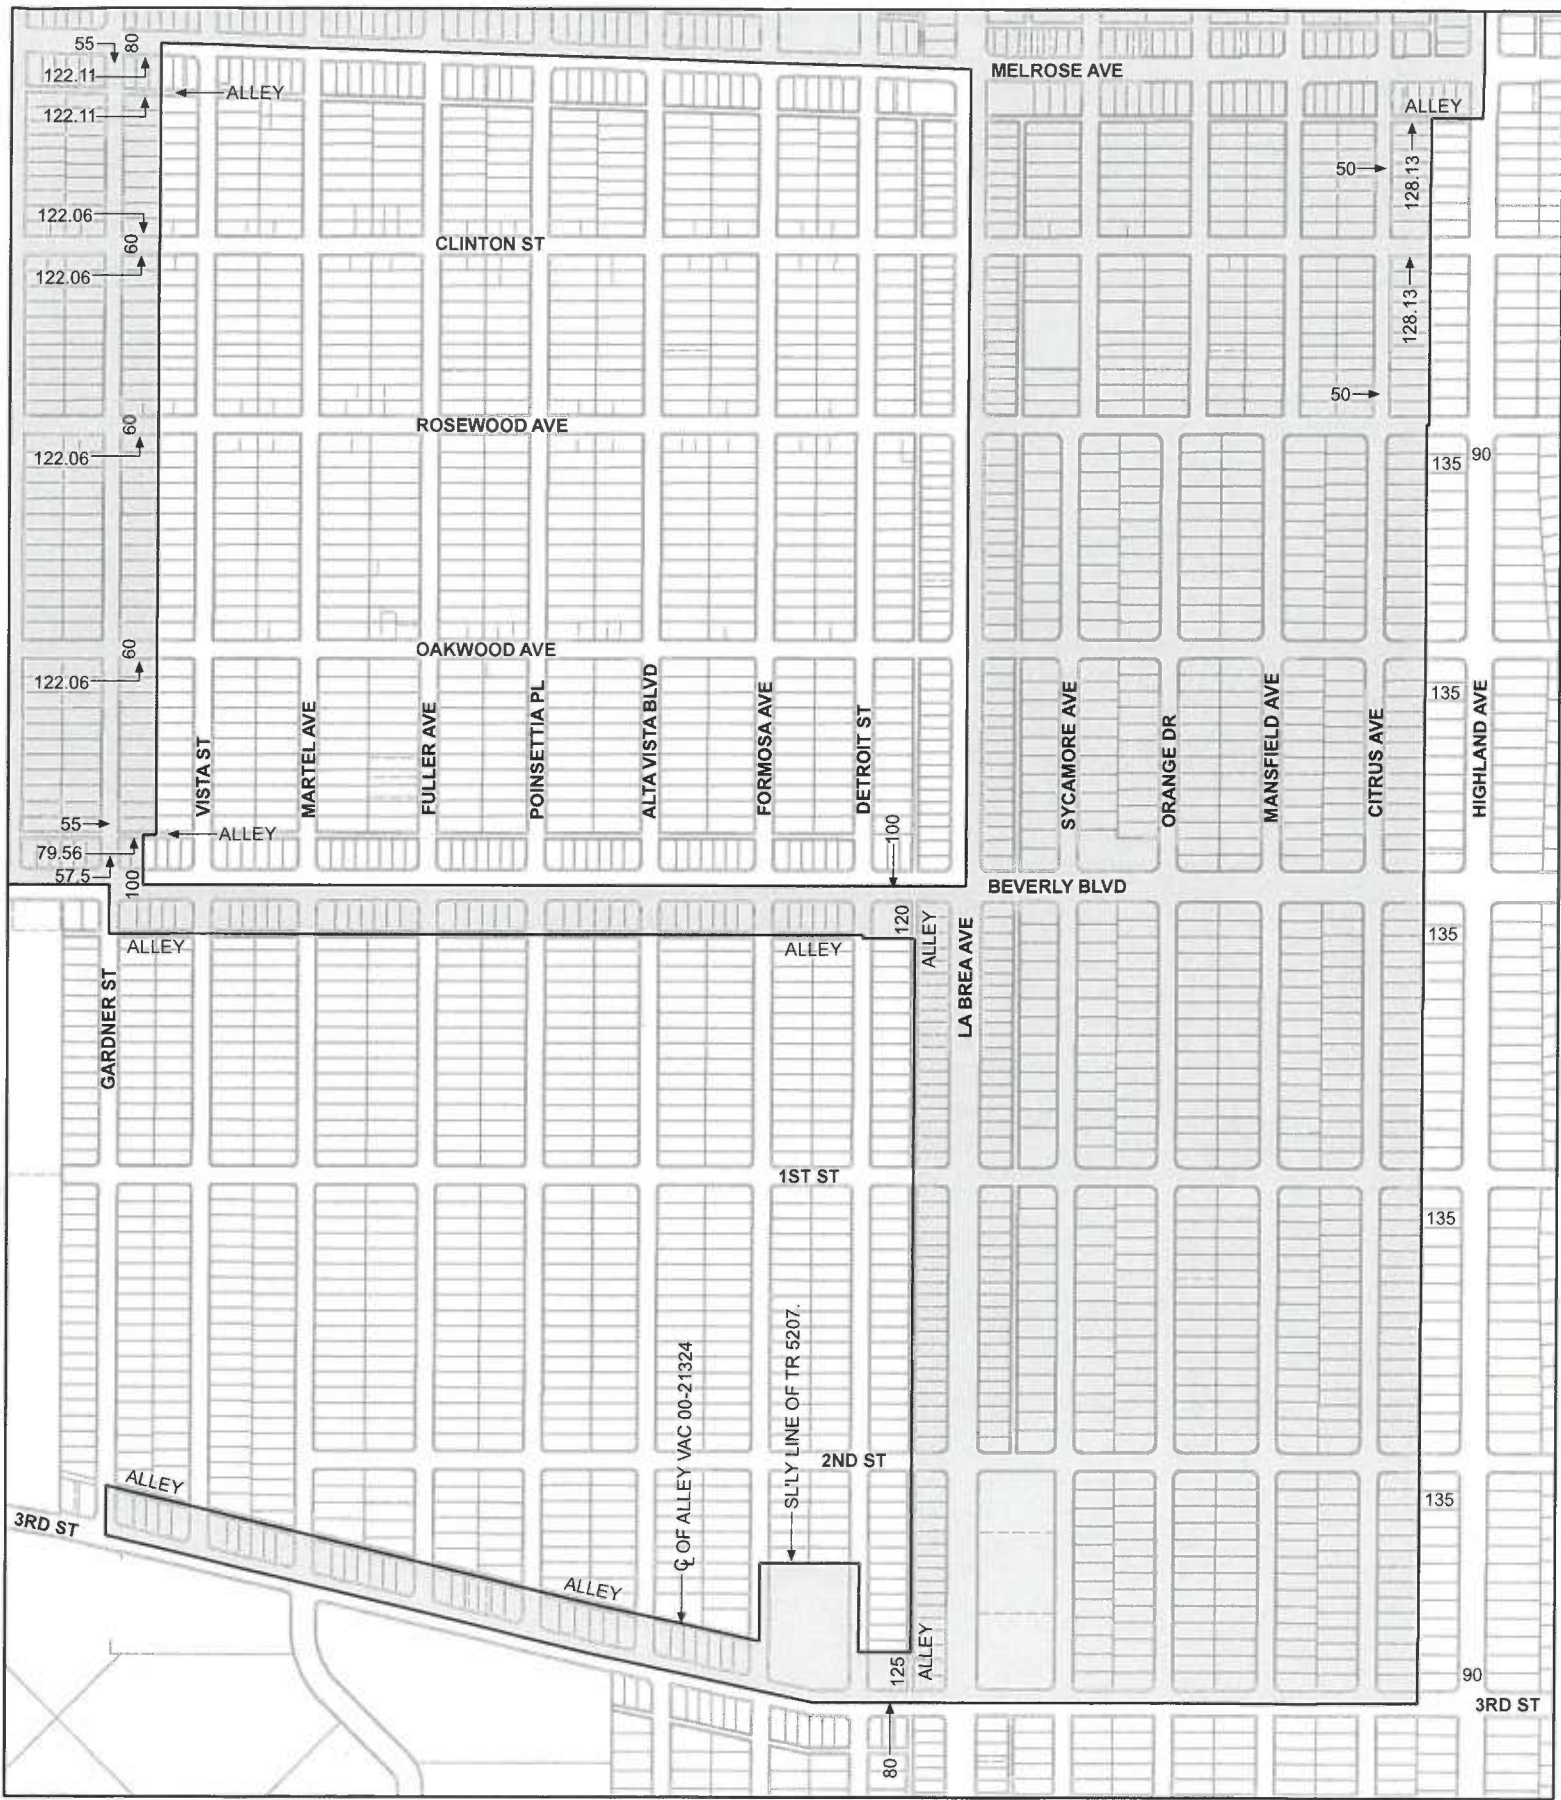 55
80
122.11
ALLEY
122.11
MELROSE AVE
ALLEY
50
128.13
122.06
60
CLINTON ST
122.06
128.13
50
60
ROSEWOOD AVE
122.06
135
90
60
OAKWOOD AVE
122.06
135
VISTA ST
MARTEL AVE
FULLER AVE
POINSETTIA PL
ALTA VISTA BLVD
FORMOSA AVE
DETROIT ST
SYCAMORE AVE
ORANGE DR
MANSFIELD AVE
CITRUS AVE
HIGHLAND AVE
55
ALLEY
79.56
57.5
100
100
BEVERLY BLVD
120
ALLEY
ALLEY
ALLEY
135
GARDNER ST
LA BREA AVE
1ST ST
135
℄ OF ALLEY VAC 00-21324
SL'LY LINE OF TR 5207.
2ND ST
ALLEY
135
3RD ST
ALLEY
ALLEY
125
90
3RD ST
80